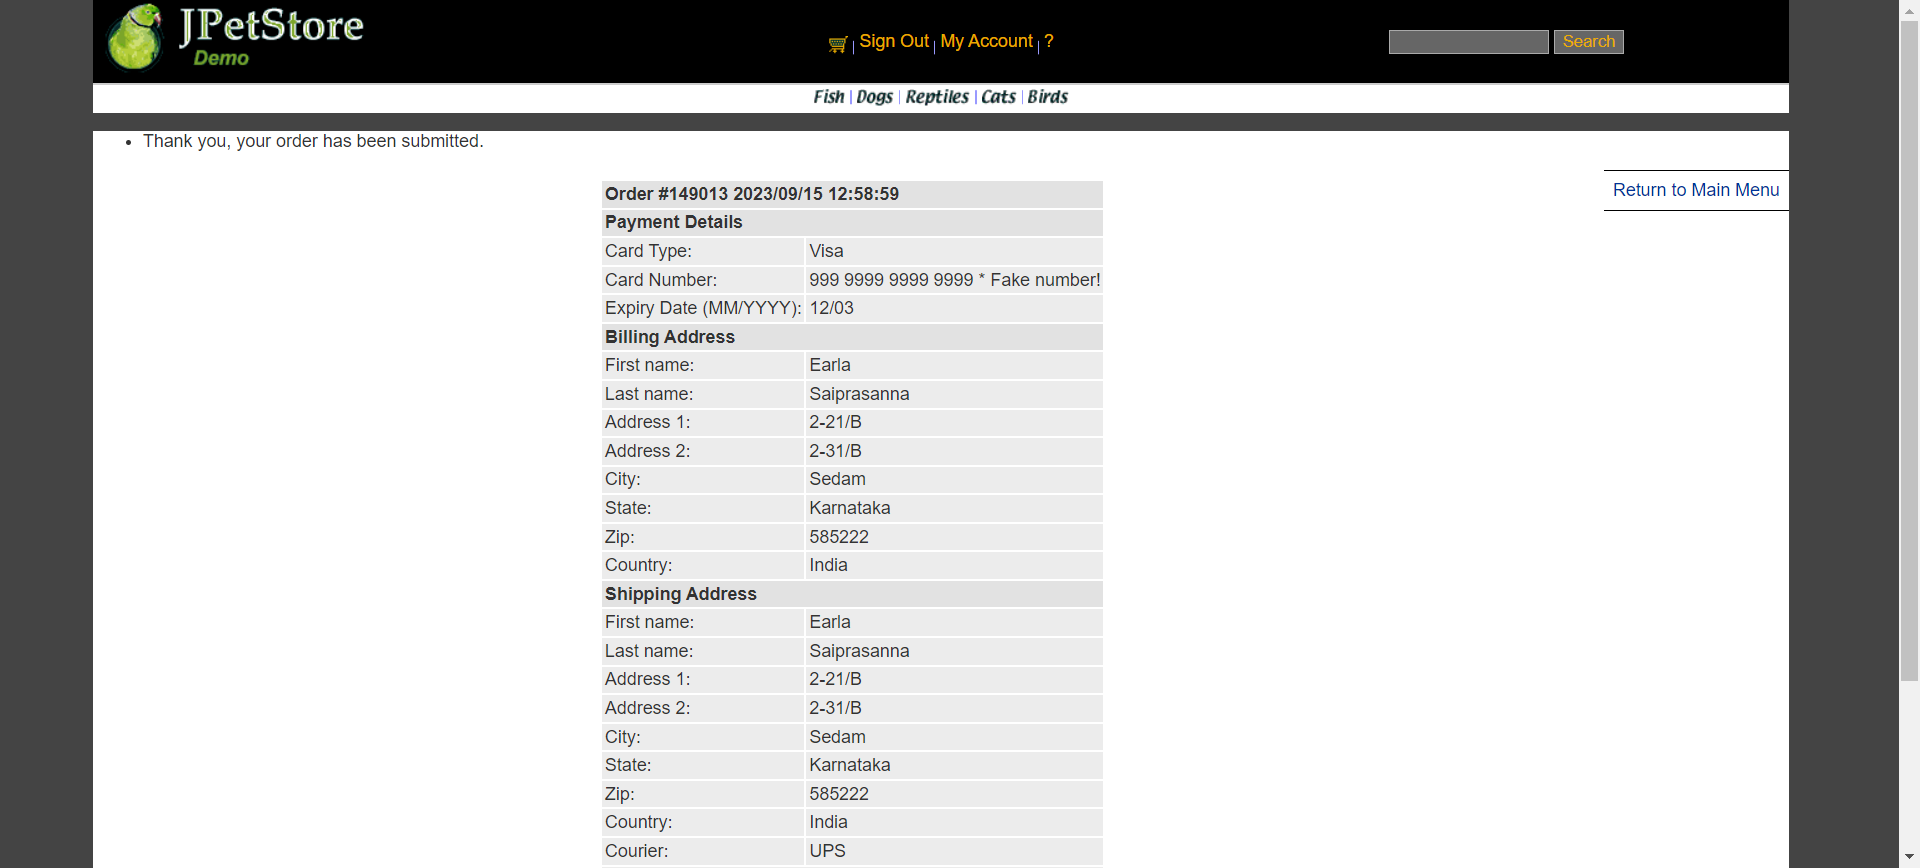 JPetStore
Demo
Sign Out | My Account | ?
Search
Fish | Dogs | Reptiles | Cats | Birds
Thank you, your order has been submitted.
Return to Main Menu
Order #149013 2023/09/15 12:58:59
Payment Details
Card Type: Visa
Card Number: 999 9999 9999 9999 * Fake number!
Expiry Date (MM/YYYY): 12/03
Billing Address
First name: Earla
Last name: Saiprasanna
Address 1: 2-21/B
Address 2: 2-31/B
City: Sedam
State: Karnataka
Zip: 585222
Country: India
Shipping Address
First name: Earla
Last name: Saiprasanna
Address 1: 2-21/B
Address 2: 2-31/B
City: Sedam
State: Karnataka
Zip: 585222
Country: India
Courier: UPS